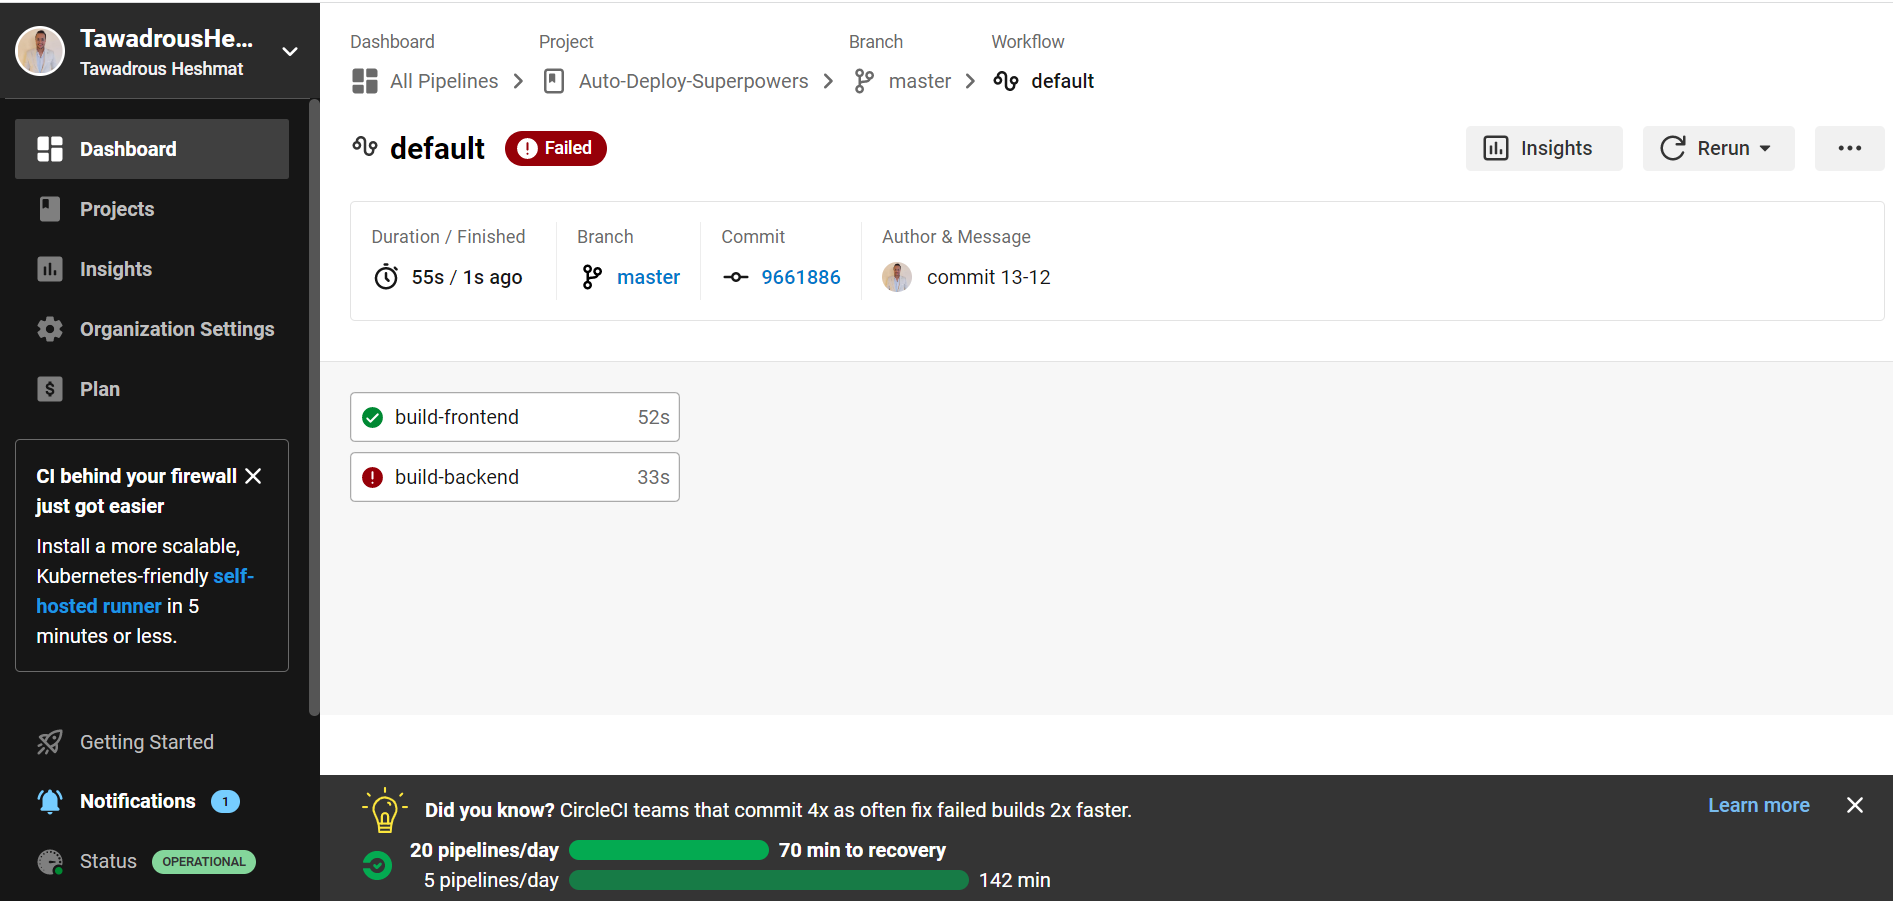 TawadrousHe...
Tawadrous Heshmat
Dashboard
Projects
Insights
Organization Settings
Plan
CI behind your firewall
just got easier
Install a more scalable,
Kubernetes-friendly self-
hosted runner in 5
minutes or less.
Getting Started
Notifications 1
Status OPERATIONAL
Dashboard Project Branch Workflow
All Pipelines Auto-Deploy-Superpowers master default
default Failed
Insights Rerun
Duration / Finished Branch Commit Author & Message
55s / 1s ago master 9661886 commit 13-12
build-frontend 52s
build-backend 33s
Did you know? CircleCI teams that commit 4x as often fix failed builds 2x faster.
Learn more
20 pipelines/day 70 min to recovery
5 pipelines/day 142 min